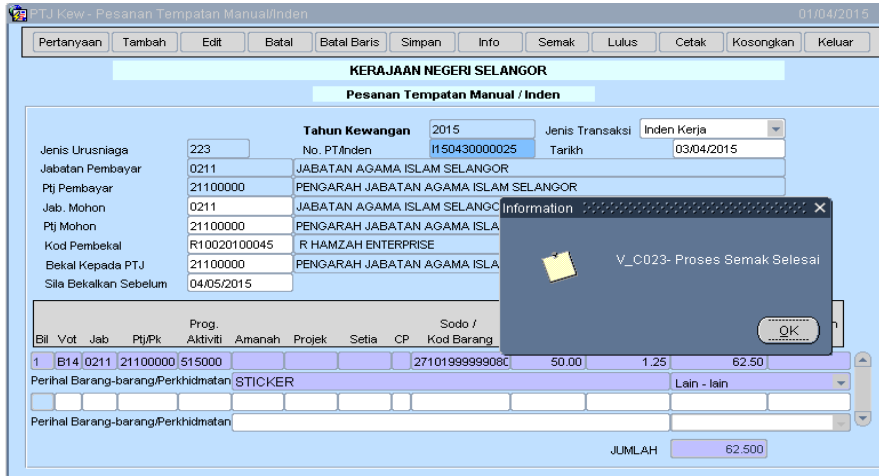 PTJ Kew - Pesanan Tempatan Manual/Inden 01/04/2015
Pertanyaan Tambah Edit Batal Batal Baris Simpan Info Semak Lulus Cetak Kosongkan Keluar
KERAJAAN NEGERI SELANGOR
Pesanan Tempatan Manual / Inden
Tahun Kewangan 2015 Jenis Transaksi Inden Kerja
Jenis Urusniaga 223 No. PT/Inden I150430000025 Tarikh 03/04/2015
Jabatan Pembayar 0211 JABATAN AGAMA ISLAM SELANGOR
Ptj Pembayar 21100000 PENGARAH JABATAN AGAMA ISLAM SELANGOR
Jab. Mohon 0211 JABATAN AGAMA ISLAM SELANGO
Ptj Mohon 21100000 PENGARAH JABATAN AGAMA ISLA
Kod Pembekal R10020100045 R HAMZAH ENTERPRISE
Bekal Kepada PTJ 21100000 PENGARAH JABATAN AGAMA ISLA
Sila Bekalkan Sebelum 04/05/2015
Information
V_C023- Proses Semak Selesai
OK
Bil Vot Jab Ptj/Pk Prog. Aktiviti Amanah Projek Setia CP Sodo / Kod Barang
1 B14 0211 21100000 515000 27101999999080 50.00 1.25 62.50
Perihal Barang-barang/Perkhidmatan STICKER Lain - lain
Perihal Barang-barang/Perkhidmatan
JUMLAH 62.500